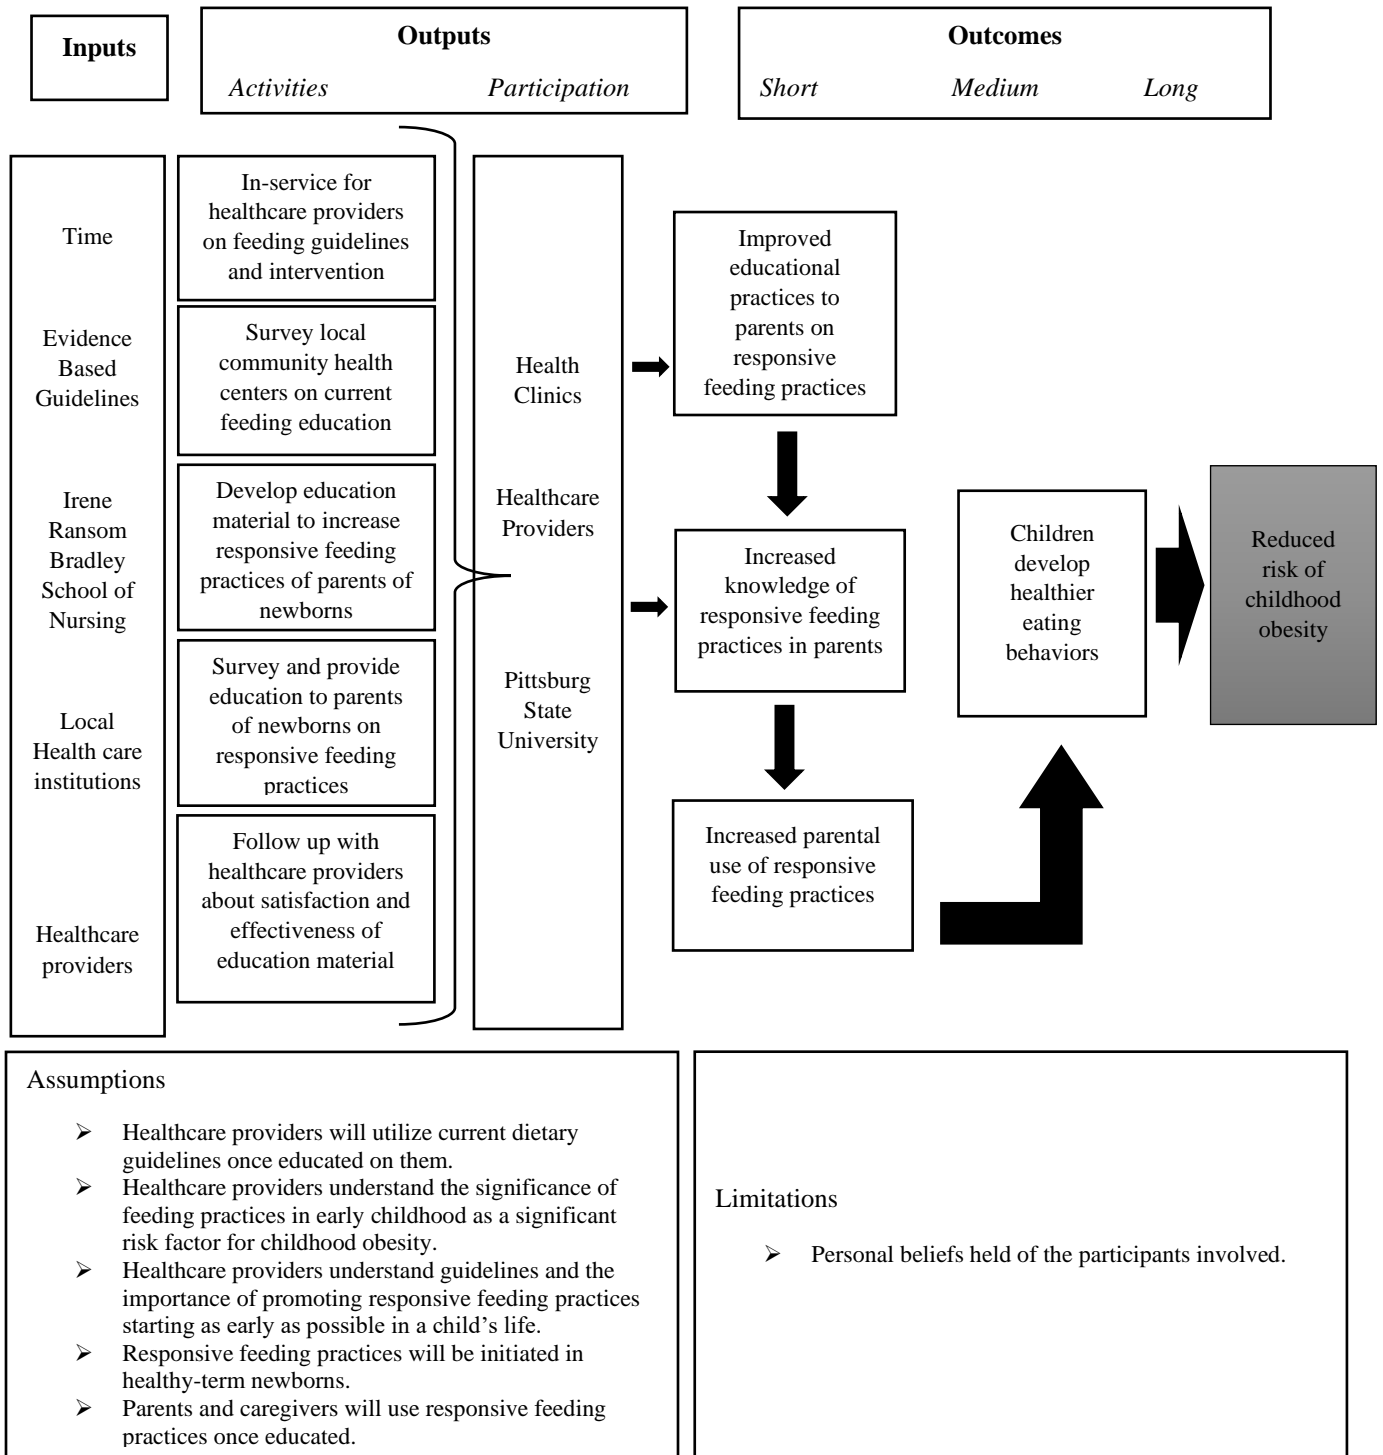 Inputs
Outputs
Activities
Participation
Outcomes
Short
Medium
Long
Time
Evidence
Based
Guidelines
Irene
Ransom
Bradley
School of
Nursing
Local
Health care
institutions
Healthcare
providers
In-service for
healthcare providers
on feeding guidelines
and intervention
Survey local
community health
centers on current
feeding education
Develop education
material to increase
responsive feeding
practices of parents of
newborns
Survey and provide
education to parents
of newborns on
responsive feeding
practices
Follow up with
healthcare providers
about satisfaction and
effectiveness of
education material
Health
Clinics
Healthcare
Providers
Pittsburg
State
University
Improved
educational
practices to
parents on
responsive
feeding practices
Increased
knowledge of
responsive feeding
practices in parents
Increased parental
use of responsive
feeding practices
Children
develop
healthier
eating
behaviors
Reduced
risk of
childhood
obesity
Assumptions
➢ Healthcare providers will utilize current dietary
guidelines once educated on them.
➢ Healthcare providers understand the significance of
feeding practices in early childhood as a significant
risk factor for childhood obesity.
➢ Healthcare providers understand guidelines and the
importance of promoting responsive feeding practices
starting as early as possible in a child’s life.
➢ Responsive feeding practices will be initiated in
healthy-term newborns.
➢ Parents and caregivers will use responsive feeding
practices once educated.
Limitations
➢ Personal beliefs held of the participants involved.